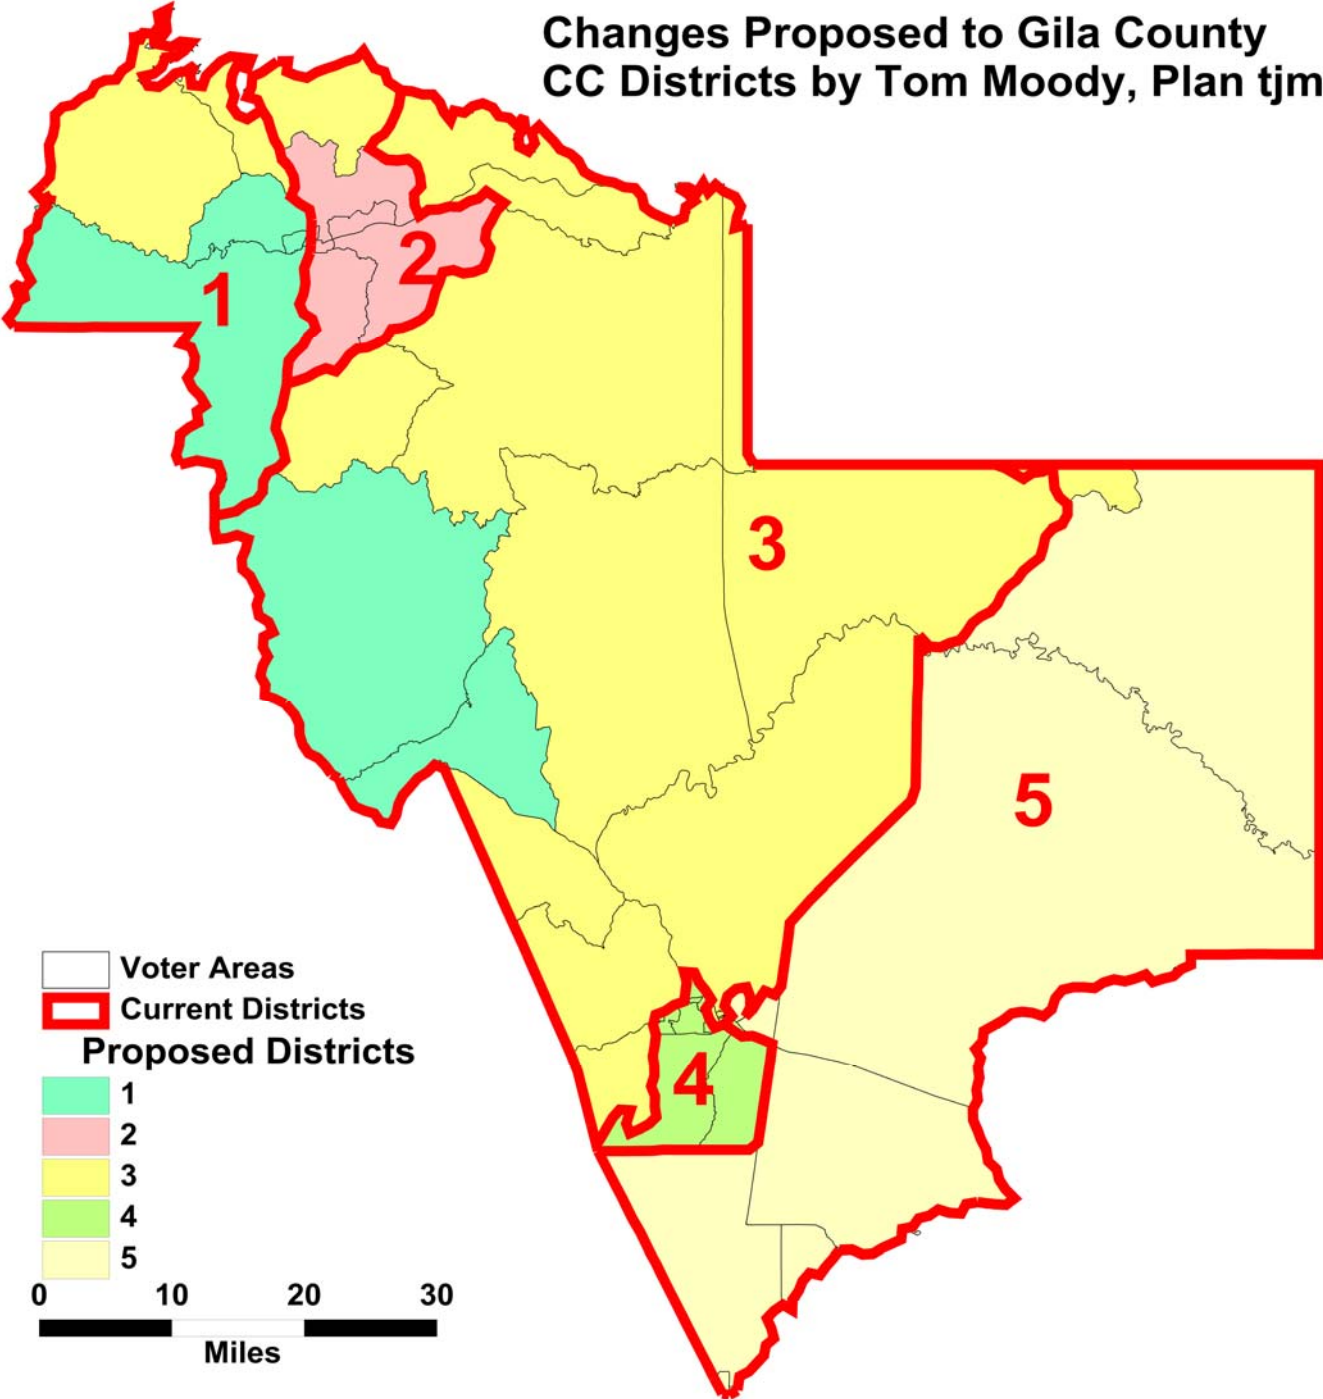 Changes Proposed to Gila County
CC Districts by Tom Moody, Plan tjm
1
2
3
5
4
Voter Areas
Current Districts
Proposed Districts
1
2
3
4
5
0 10 20 30
Miles